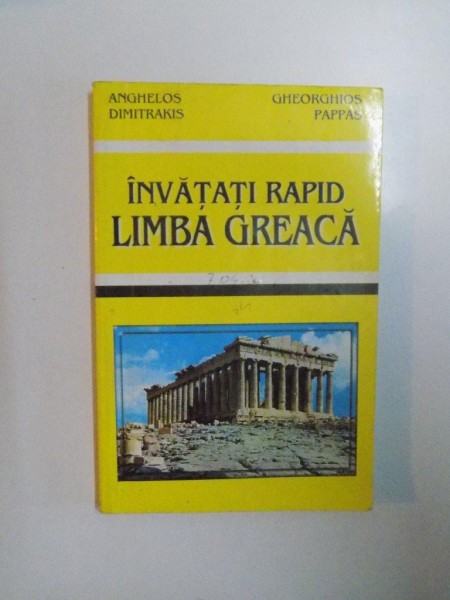 ANGHELOS GHEORGHIOS
DIMITRAKIS PAPPAS
ÎNVĂȚAȚI RAPID
LIMBA GREACĂ